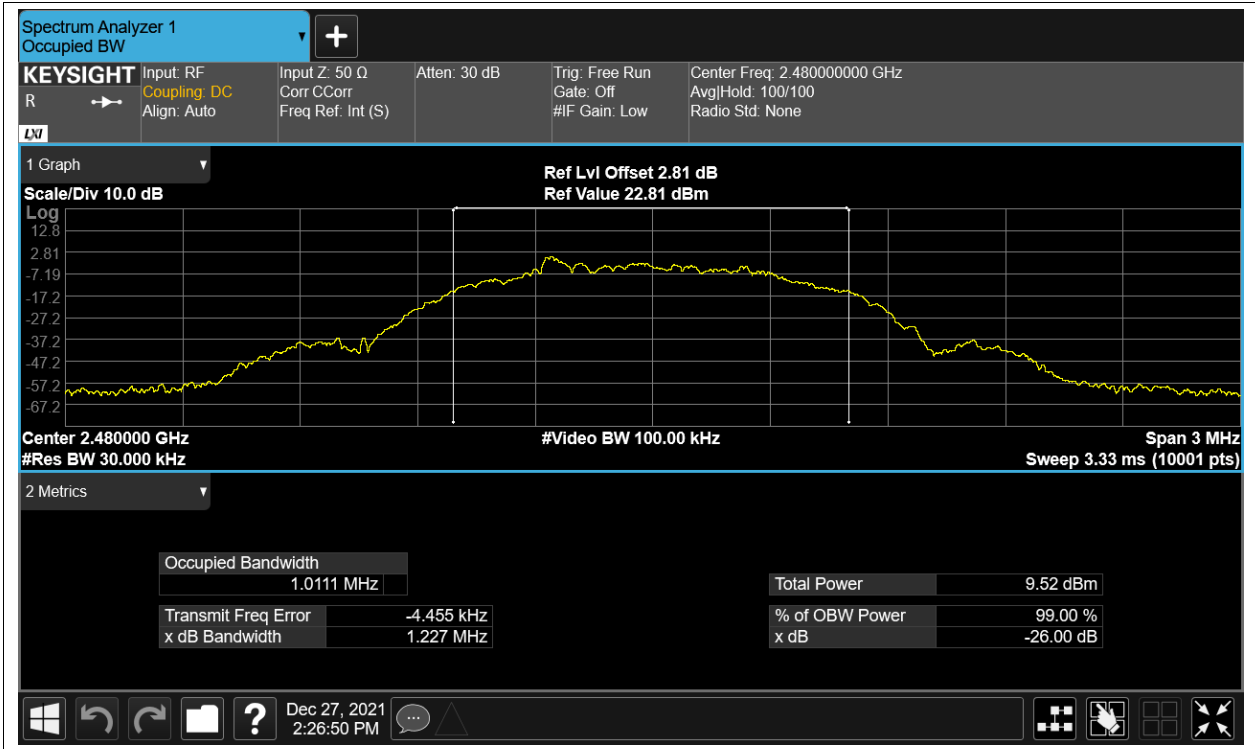 Spectrum Analyzer 1
Occupied BW
KEYSIGHT
R
LXI
Input: RF
Coupling: DC
Align: Auto
Input Z: 50 Ω
Corr CCorr
Freq Ref: Int (S)
Atten: 30 dB
Trig: Free Run
Gate: Off
#IF Gain: Low
Center Freq: 2.480000000 GHz
Avg|Hold: 100/100
Radio Std: None
1 Graph
Scale/Div 10.0 dB
Ref Lvl Offset 2.81 dB
Ref Value 22.81 dBm
Log
12.8
2.81
-7.19
-17.2
-27.2
-37.2
-47.2
-57.2
-67.2
Center 2.480000 GHz
#Video BW 100.00 kHz
Span 3 MHz
#Res BW 30.000 kHz
Sweep 3.33 ms (10001 pts)
2 Metrics
Occupied Bandwidth
1.0111 MHz
Transmit Freq Error -4.455 kHz
x dB Bandwidth 1.227 MHz
Total Power 9.52 dBm
% of OBW Power 99.00 %
x dB -26.00 dB
?
Dec 27, 2021
2:26:50 PM